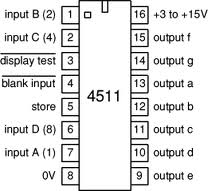 input B (2) 1 16 +3 to +15V
input C (4) 2 15 output f
display test 3 14 output g
blank input 4 13 output a
store 5 12 output b
input D (8) 6 11 output c
input A (1) 7 10 output d
0V 8 9 output e
4511